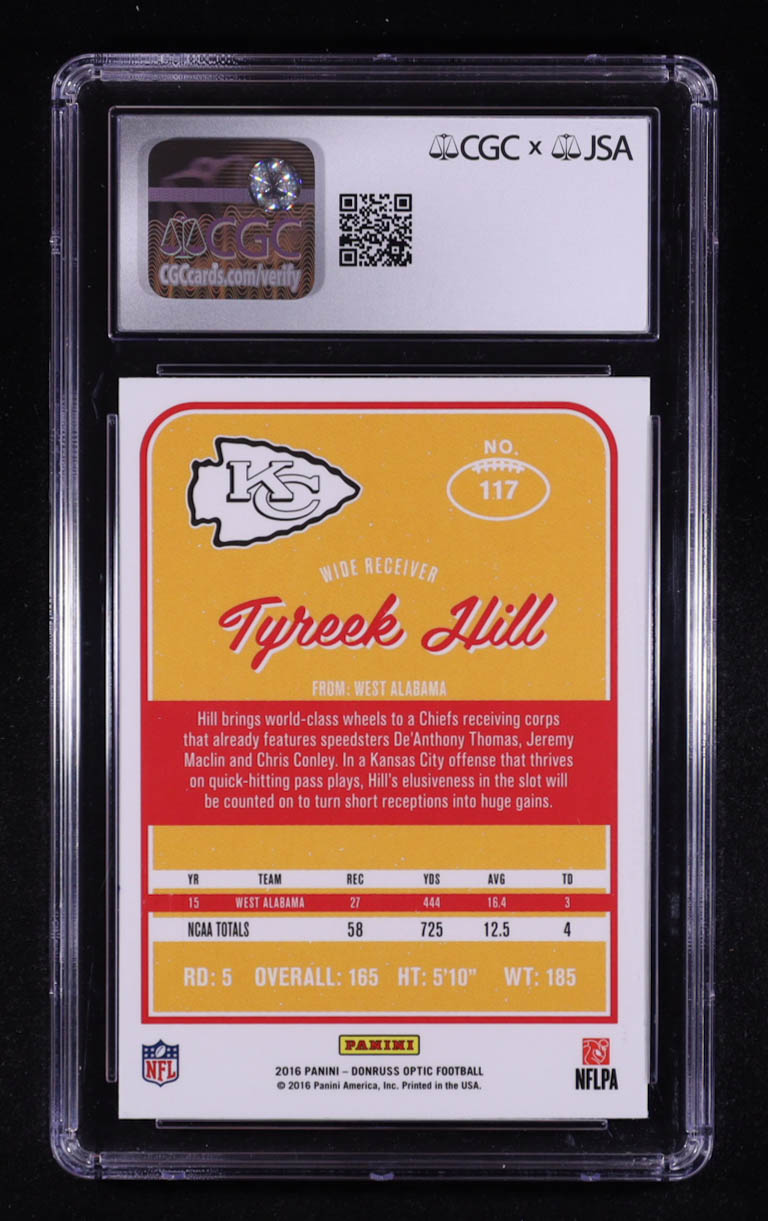 CGC x JSA
CGC
CGCcards.com/verify
KC
NO.
117
WIDE RECEIVER
Tyreek Hill
FROM: WEST ALABAMA
Hill brings world-class wheels to a Chiefs receiving corps
that already features speedsters De'Anthony Thomas, Jeremy
Maclin and Chris Conley. In a Kansas City offense that thrives
on quick-hitting pass plays, Hill's elusiveness in the slot will
be counted on to turn short receptions into huge gains.
YR TEAM REC YDS AVG TD
15 WEST ALABAMA 27 444 16.4 3
NCAA TOTALS 58 725 12.5 4
RD: 5 OVERALL: 165 HT: 5'10" WT: 185
PANINI
NFL
2016 PANINI – DONRUSS OPTIC FOOTBALL
© 2016 Panini America, Inc. Printed in the USA.
NFLPA